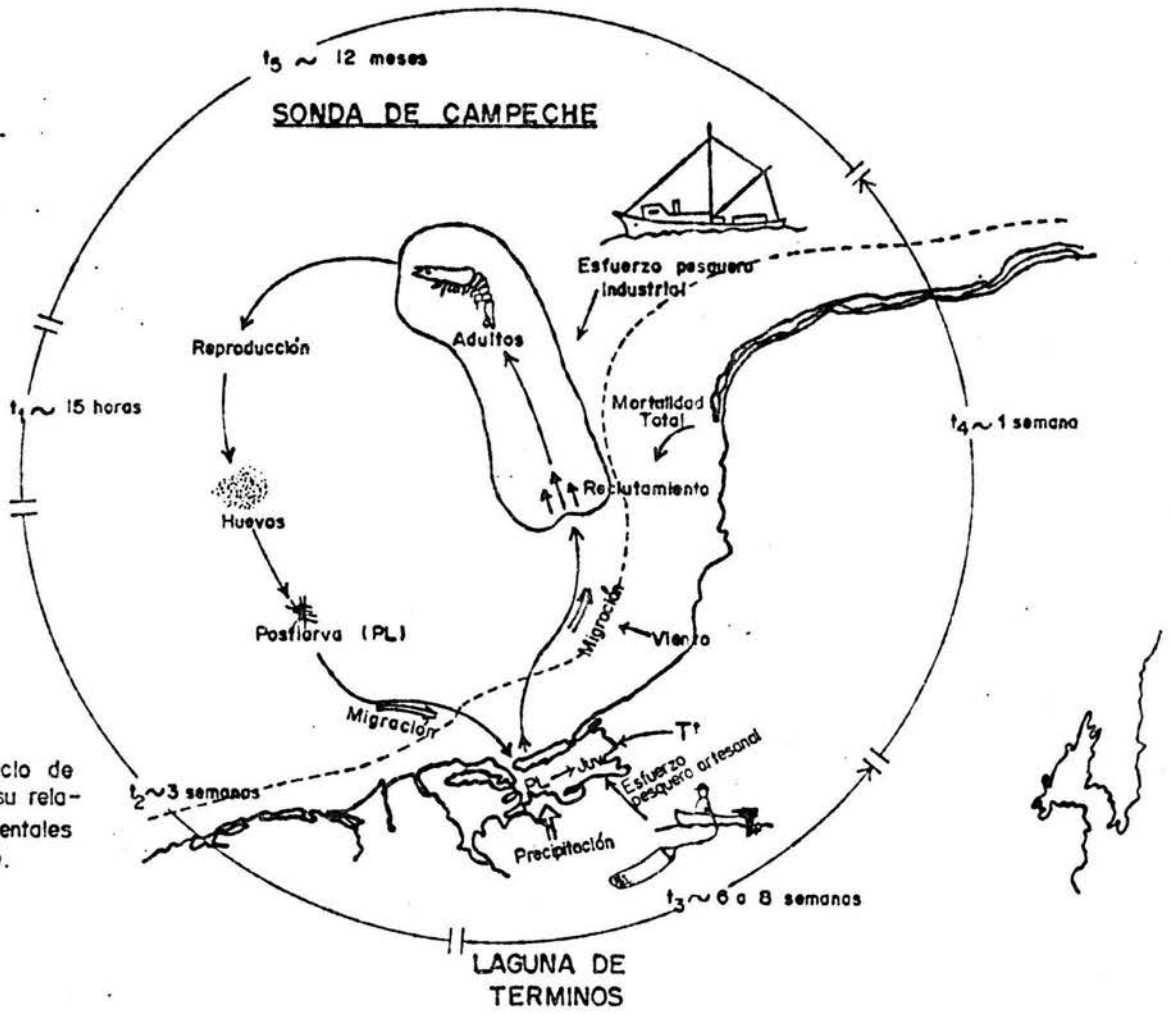 t5 ~ 12 meses
SONDA DE CAMPECHE
Esfuerzo pesquero
Industrial
Reproducción
Adultos
t1 ~ 15 horas
Mortalidad
Total
t4 ~ 1 semana
Reclutamiento
Huevos
Postlarva (PL)
Migración
Viento
Migración
T†
PL
Juv.
Esfuerzo
pesquero artesanal
clo de
su rela-
entales
t2 ~ 3 semanas
Precipitación
t3 ~ 6 a 8 semanas
LAGUNA DE
TERMINOS